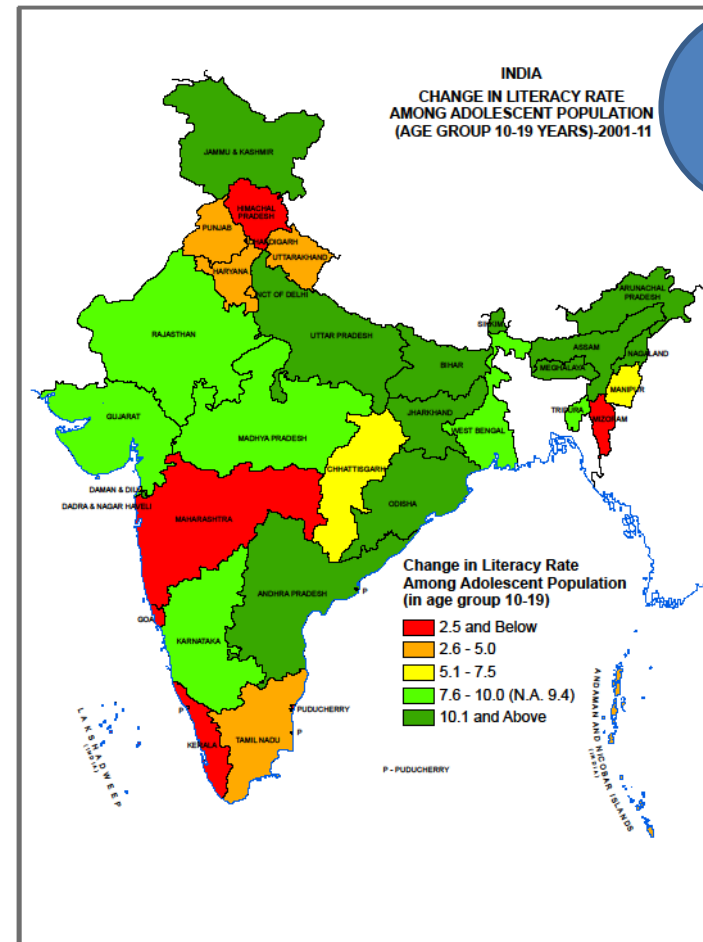 INDIA
CHANGE IN LITERACY RATE
AMONG ADOLESCENT POPULATION
(AGE GROUP 10-19 YEARS)-2001-11
JAMMU & KASHMIR
HIMACHAL
PRADESH
PUNJAB
CHANDIGARH
UTTARAKHAND
HARYANA
NCT OF DELHI
ARUNACHAL
PRADESH
SIKKIM
RAJASTHAN
UTTAR PRADESH
ASSAM
NAGALAND
BIHAR
MEGHALAYA
MANIPUR
GUJARAT
JHARKHAND
TRIPURA
MIZORAM
MADHYA PRADESH
WEST BENGAL
CHHATTISGARH
DAMAN & DIU
DADRA & NAGAR HAVELI
ODISHA
MAHARASHTRA
Change in Literacy Rate
Among Adolescent Population
(in age group 10-19)
2.5 and Below
2.6 - 5.0
5.1 - 7.5
7.6 - 10.0 (N.A. 9.4)
10.1 and Above
ANDHRA PRADESH
P
GOA
KARNATAKA
P
PUDUCHERRY
P
KERALA
TAMIL NADU
LAKSHADWEEP
(INDIA)
ANDAMAN AND NICOBAR ISLANDS
(INDIA)
P - PUDUCHERRY